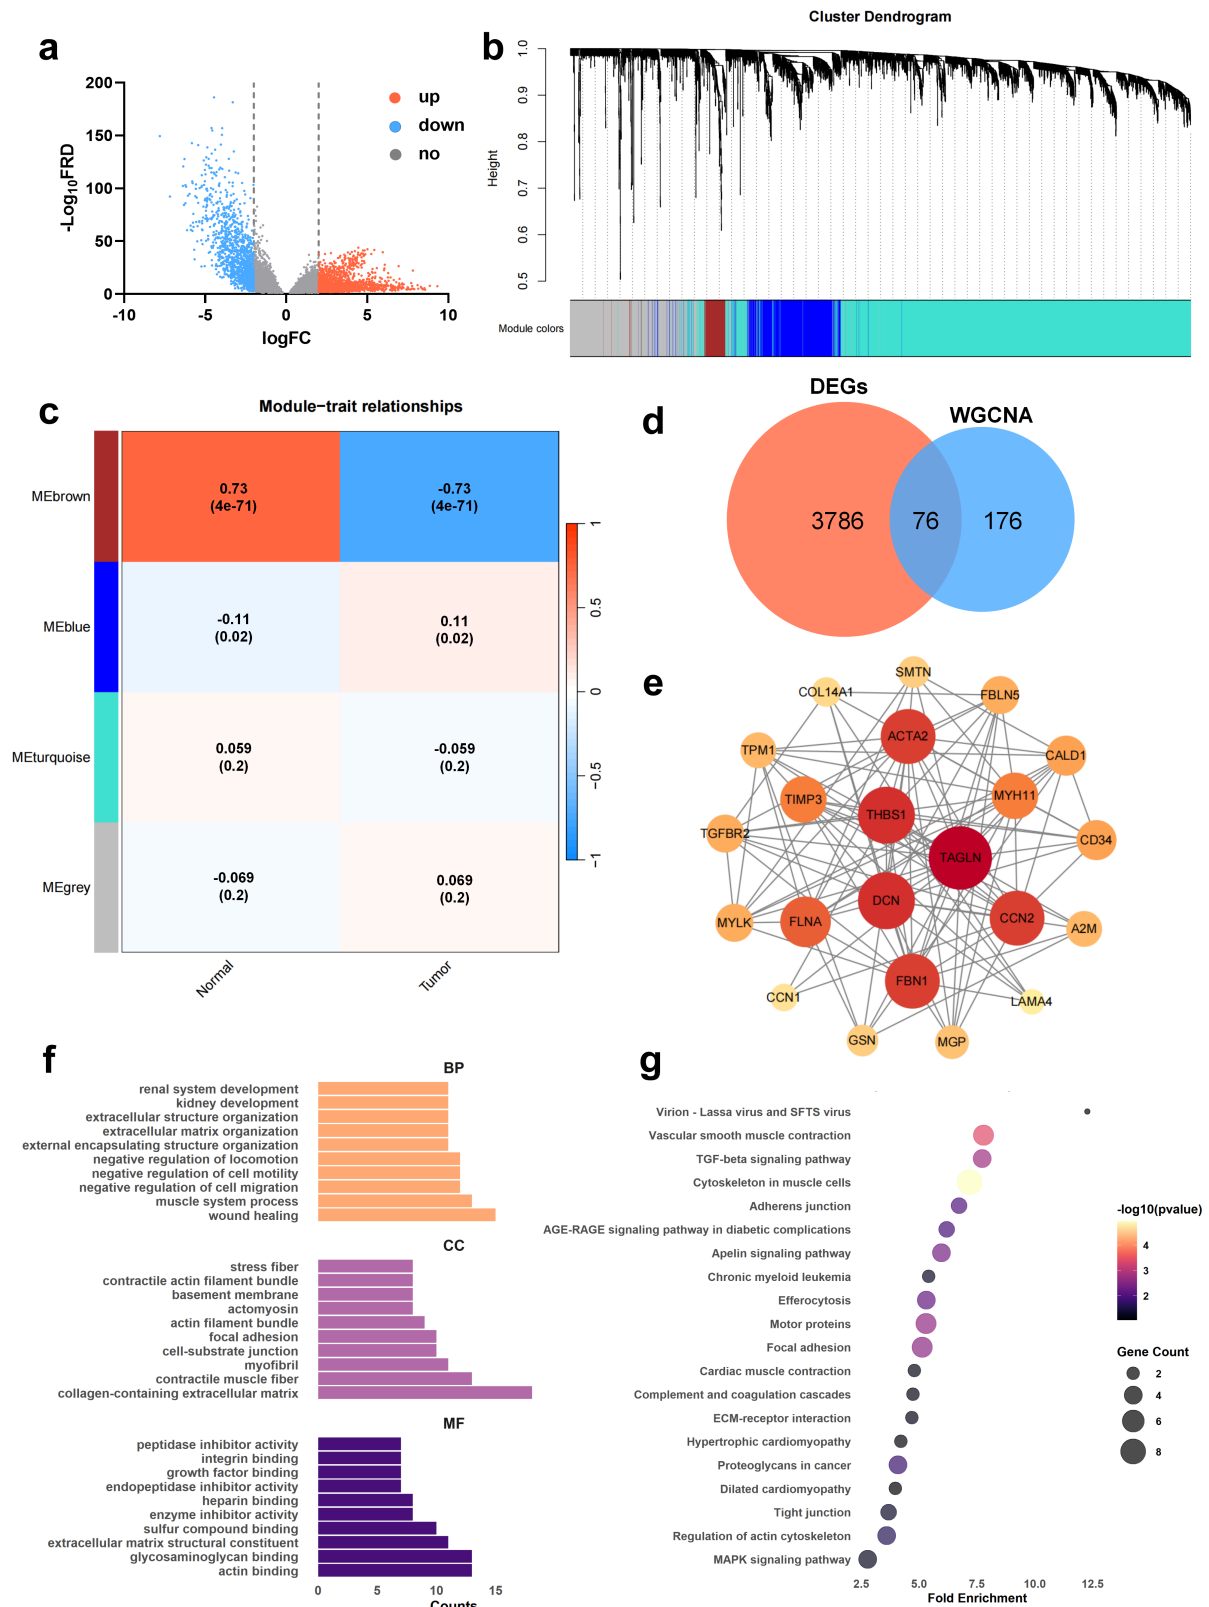 a
200
150
100
50
0
-10
-5
0
5
10
-Log10FRD
logFC
up
down
no
b
Cluster Dendrogram
Height
1.0
0.9
0.8
0.7
0.6
0.5
Module colors
c
Module−trait relationships
MEbrown
0.73
(4e-71)
-0.73
(4e-71)
MEblue
-0.11
(0.02)
0.11
(0.02)
MEturquoise
0.059
(0.2)
-0.059
(0.2)
MEgrey
-0.069
(0.2)
0.069
(0.2)
Normal
Tumor
1
0.5
0
−0.5
−1
d
DEGs
WGCNA
3786
76
176
e
SMTN
COL14A1
FBLN5
ACTA2
TPM1
CALD1
TIMP3
MYH11
THBS1
TGFBR2
CD34
TAGLN
DCN
MYLK
FLNA
CCN2
A2M
FBN1
CCN1
LAMA4
GSN
MGP
f
BP
renal system development
kidney development
extracellular structure organization
extracellular matrix organization
external encapsulating structure organization
negative regulation of locomotion
negative regulation of cell motility
negative regulation of cell migration
muscle system process
wound healing
CC
stress fiber
contractile actin filament bundle
basement membrane
actomyosin
actin filament bundle
focal adhesion
cell-substrate junction
myofibril
contractile muscle fiber
collagen-containing extracellular matrix
MF
peptidase inhibitor activity
integrin binding
growth factor binding
endopeptidase inhibitor activity
heparin binding
enzyme inhibitor activity
sulfur compound binding
extracellular matrix structural constituent
glycosaminoglycan binding
actin binding
0
5
10
15
Counts
g
Virion - Lassa virus and SFTS virus
Vascular smooth muscle contraction
TGF-beta signaling pathway
Cytoskeleton in muscle cells
Adherens junction
AGE-RAGE signaling pathway in diabetic complications
Apelin signaling pathway
Chronic myeloid leukemia
Efferocytosis
Motor proteins
Focal adhesion
Cardiac muscle contraction
Complement and coagulation cascades
ECM-receptor interaction
Hypertrophic cardiomyopathy
Proteoglycans in cancer
Dilated cardiomyopathy
Tight junction
Regulation of actin cytoskeleton
MAPK signaling pathway
2.5
5.0
7.5
10.0
12.5
Fold Enrichment
-log10(pvalue)
4
3
2
Gene Count
2
4
6
8